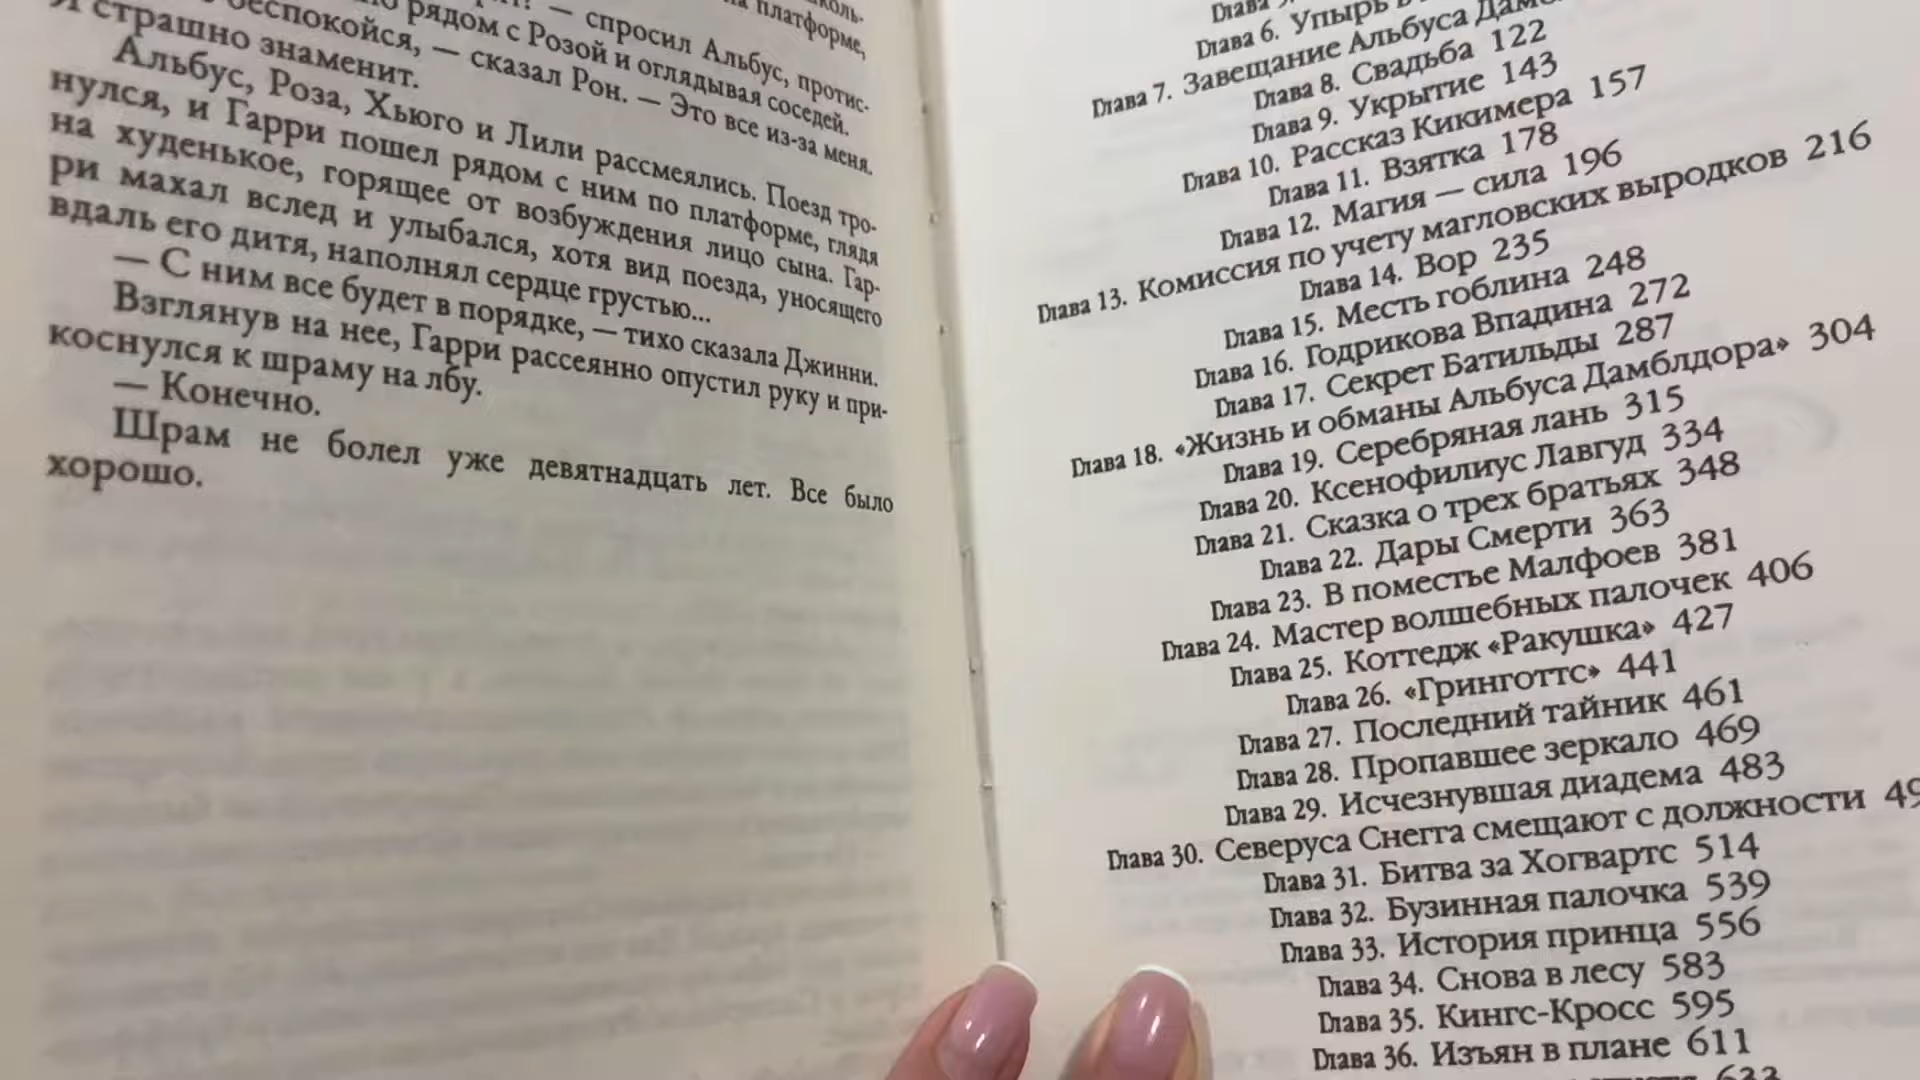 спросил Альбус, протис-
платформе,
рядом с Розой и оглядывая соседей.
беспокойся, — сказал Рон. — Это все из-за меня.
Я страшно знаменит.
Альбус, Роза, Хьюго и Лили рассмеялись. Поезд тро-
нулся, и Гарри пошел рядом с ним по платформе, глядя
на худенькое, горящее от возбуждения лицо сына. Гар-
ри махал вслед и улыбался, хотя вид поезда, уносящего
вдаль его дитя, наполнял сердце грустью...
— С ним все будет в порядке, — тихо сказала Джинни.
Взглянув на нее, Гарри рассеянно опустил руку и при-
коснулся к шраму на лбу.
— Конечно.
Шрам не болел уже девятнадцать лет. Все было
хорошо.
Глава 6. Упырь
Глава 7. Завещание Альбуса
Глава 8. Свадьба 122
Глава 9. Укрытие 143
Глава 10. Рассказ Кикимера 157
Глава 11. Взятка 178
Глава 12. Магия — сила 196
Глава 13. Комиссия по учету магловских выродков 216
Глава 14. Вор 235
Глава 15. Месть гоблина 248
Глава 16. Годрикова Впадина 272
Глава 17. Секрет Батильды 287
Глава 18. «Жизнь и обманы Альбуса Дамблдора» 304
Глава 19. Серебряная лань 315
Глава 20. Ксенофилиус Лавгуд 334
Глава 21. Сказка о трех братьях 348
Глава 22. Дары Смерти 363
Глава 23. В поместье Малфоев 381
Глава 24. Мастер волшебных палочек 406
Глава 25. Коттедж «Ракушка» 427
Глава 26. «Гринготтс» 441
Глава 27. Последний тайник 461
Глава 28. Пропавшее зеркало 469
Глава 29. Исчезнувшая диадема 483
Глава 30. Северуса Снегга смещают с должности
Глава 31. Битва за Хогвартс 514
Глава 32. Бузинная палочка 539
Глава 33. История принца 556
Глава 34. Снова в лесу 583
Глава 35. Кингс-Кросс 595
Глава 36. Изъян в плане 611
633